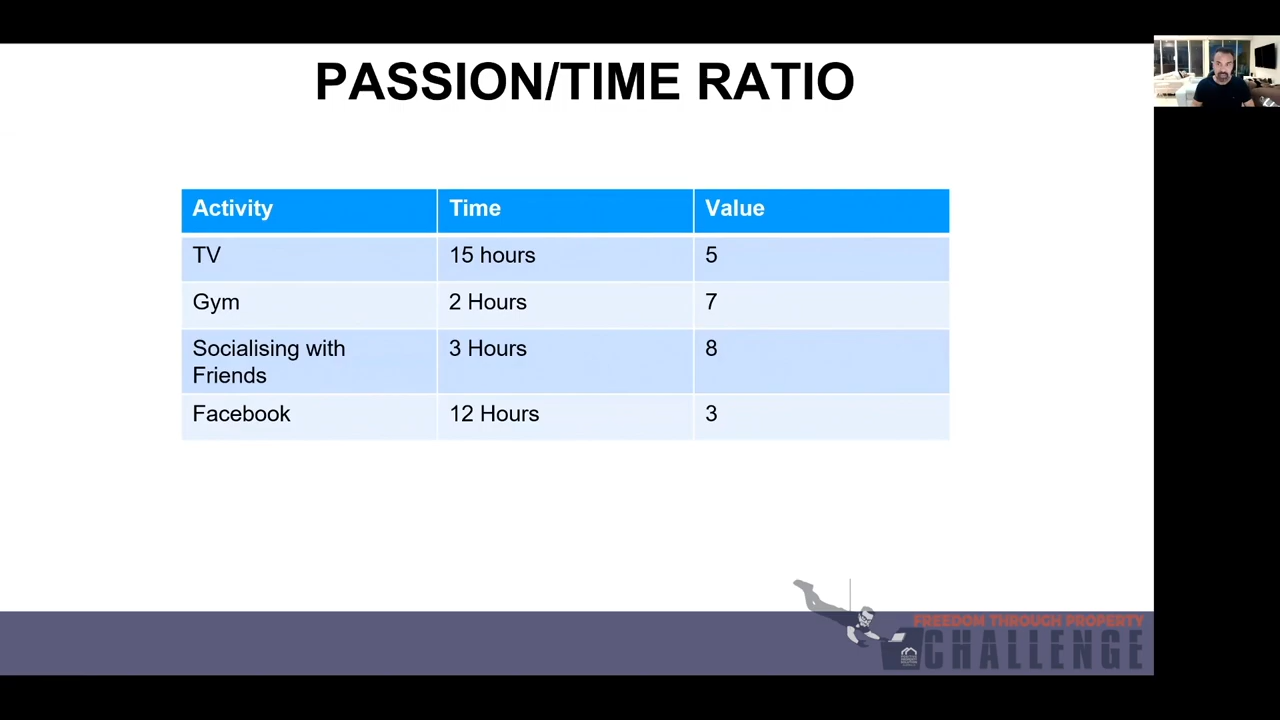 PASSION/TIME RATIO
Activity Time Value
TV 15 hours 5
Gym 2 Hours 7
Socialising with Friends 3 Hours 8
Facebook 12 Hours 3
FREEDOM THROUGH PROPERTY
CHALLENGE